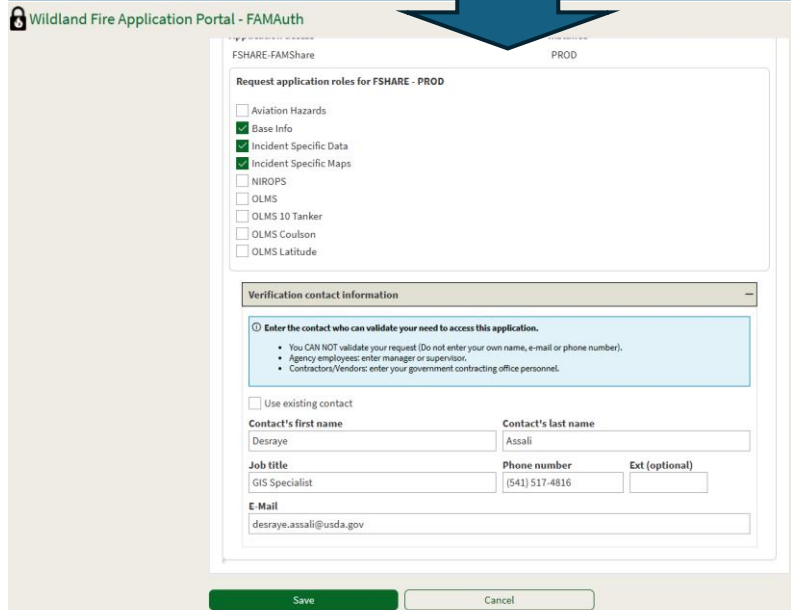 Wildland Fire Application Portal - FAMAuth
FSHARE-FAMShare PROD
Request application roles for FSHARE - PROD
Aviation Hazards
Base Info
Incident Specific Data
Incident Specific Maps
NIROPS
OLMS
OLMS 10 Tanker
OLMS Coulson
OLMS Latitude
Verification contact information
Enter the contact who can validate your need to access this application.
• You CAN NOT validate your request (Do not enter your own name, e-mail or phone number).
• Agency employees: enter manager or supervisor.
• Contractors/Vendors: enter your government contracting office personnel.
Use existing contact
Contact's first name Contact's last name
Desraye Assali
Job title Phone number Ext (optional)
GIS Specialist (541) 517-4816
E-Mail
desraye.assali@usda.gov
Save Cancel